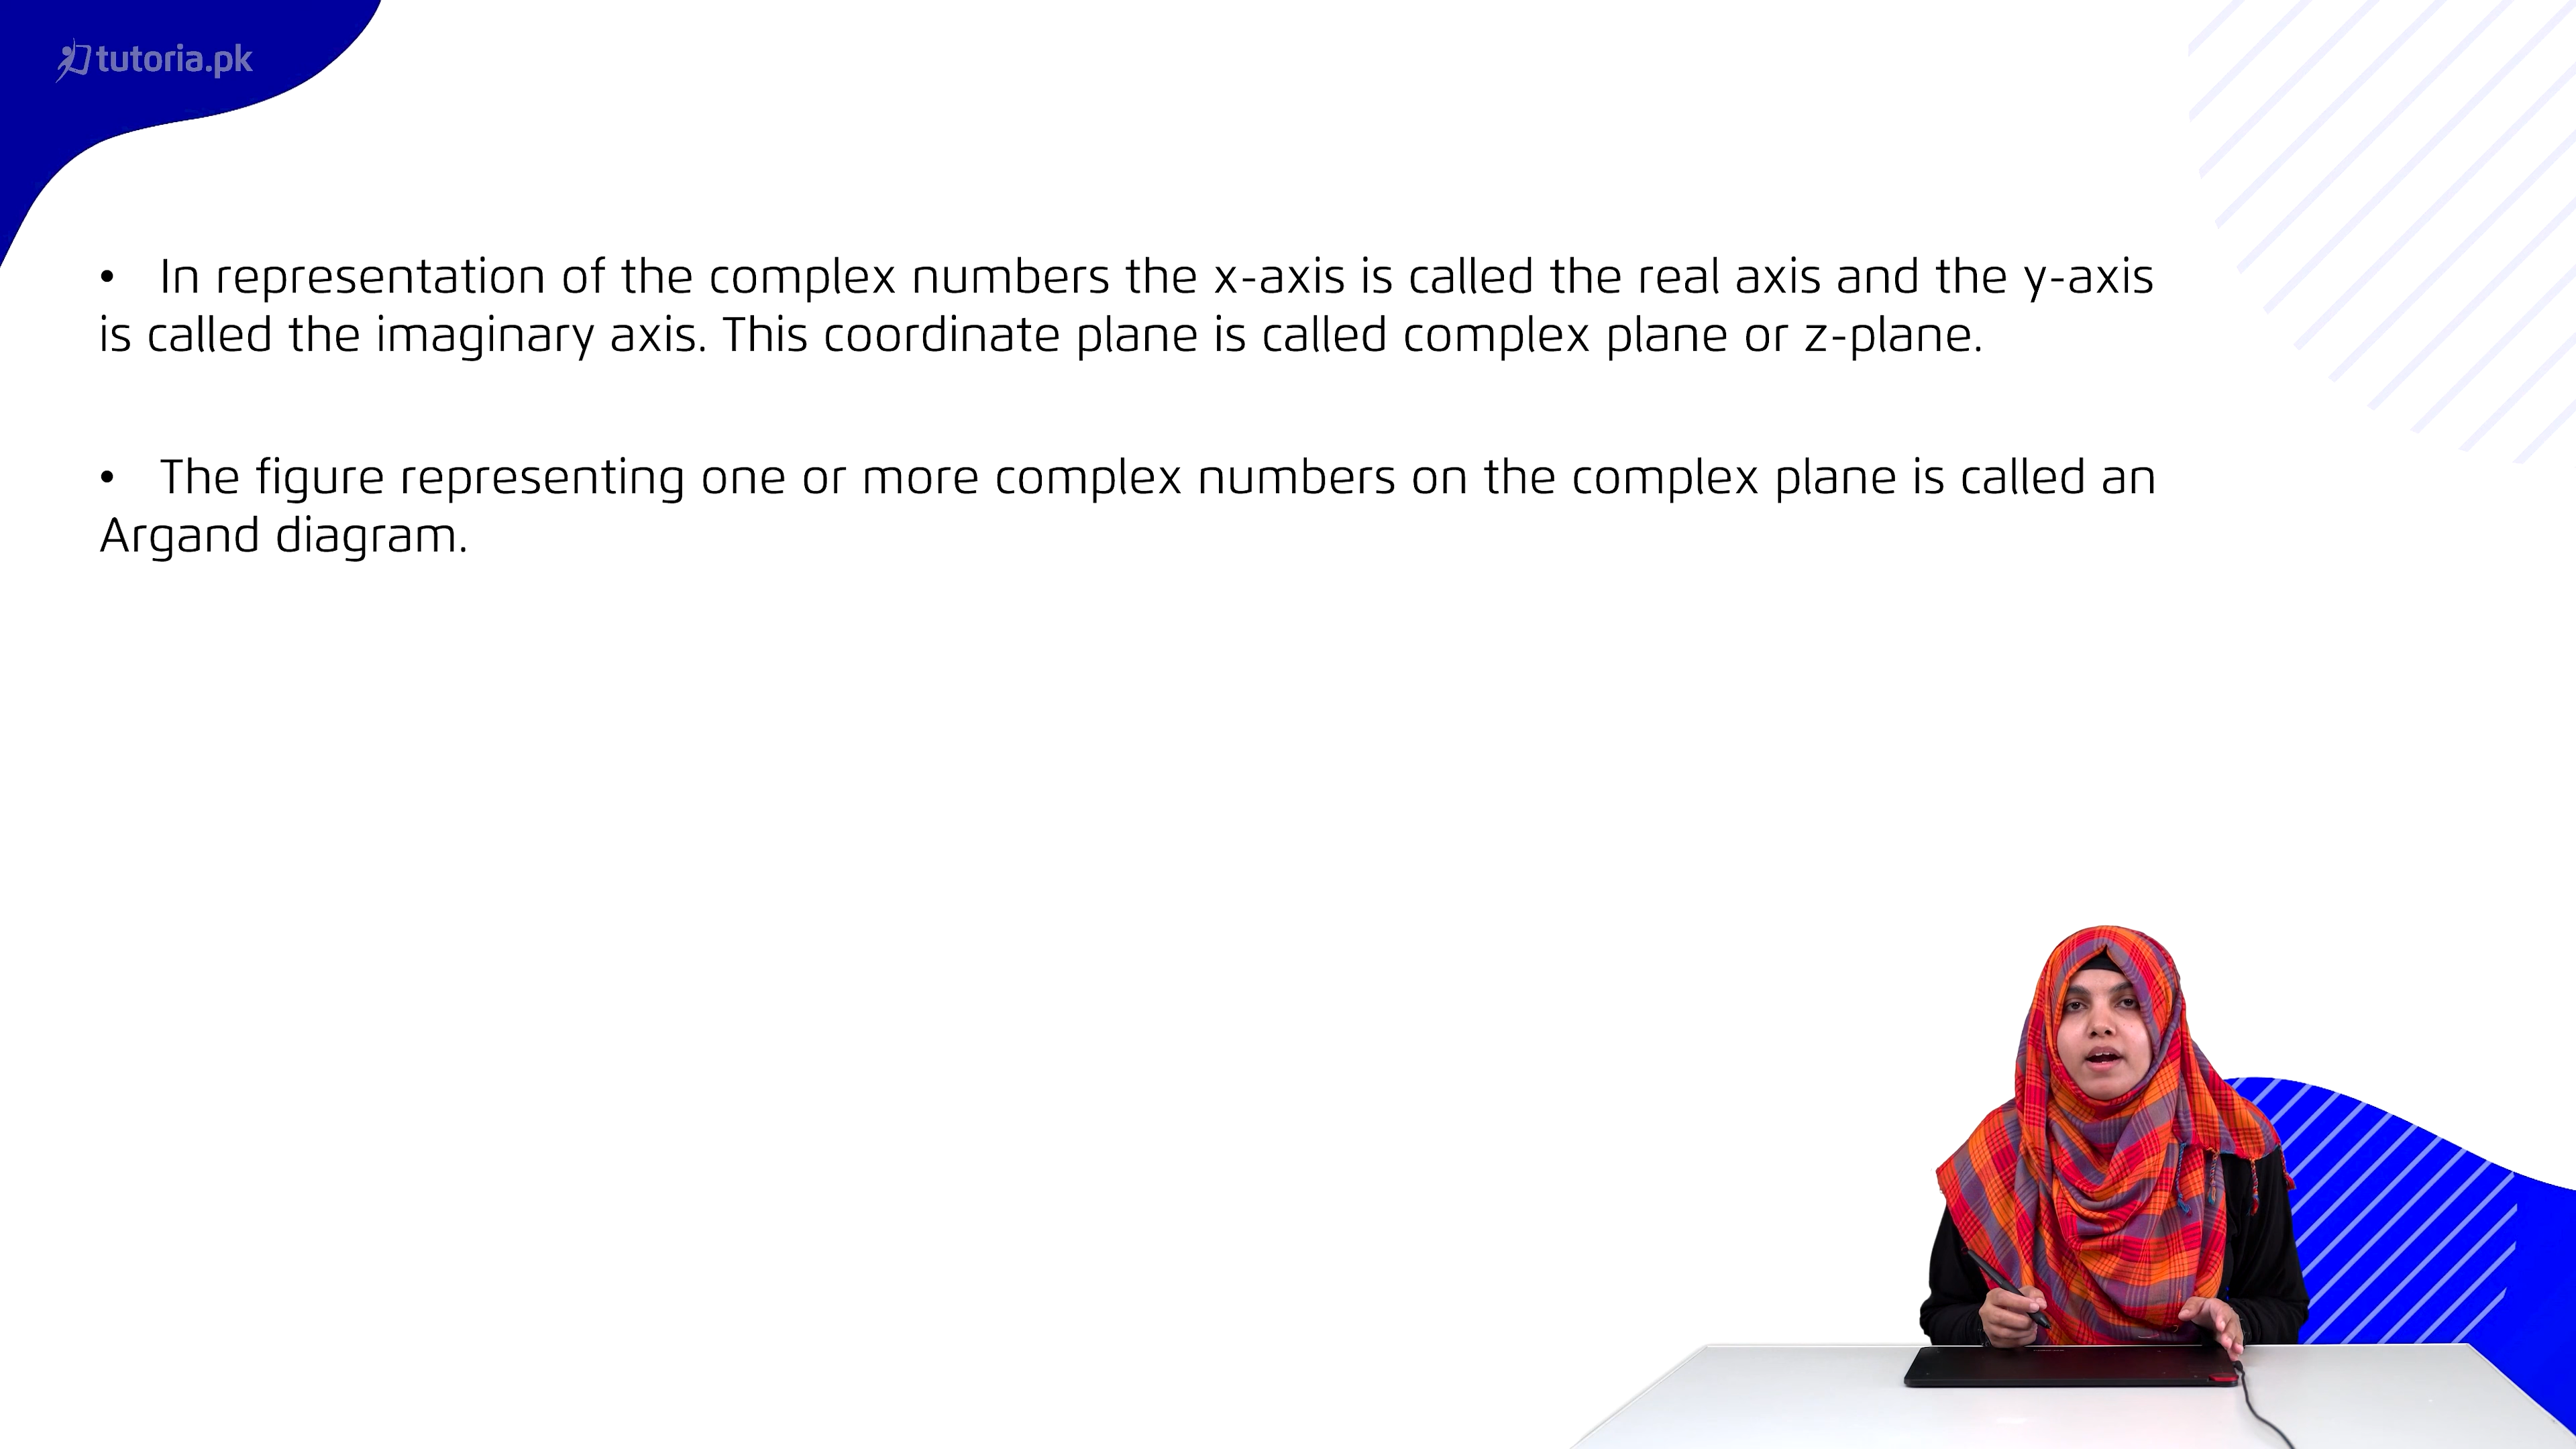 tutoria.pk
• In representation of the complex numbers the x-axis is called the real axis and the y-axis
is called the imaginary axis. This coordinate plane is called complex plane or z-plane.
• The figure representing one or more complex numbers on the complex plane is called an
Argand diagram.